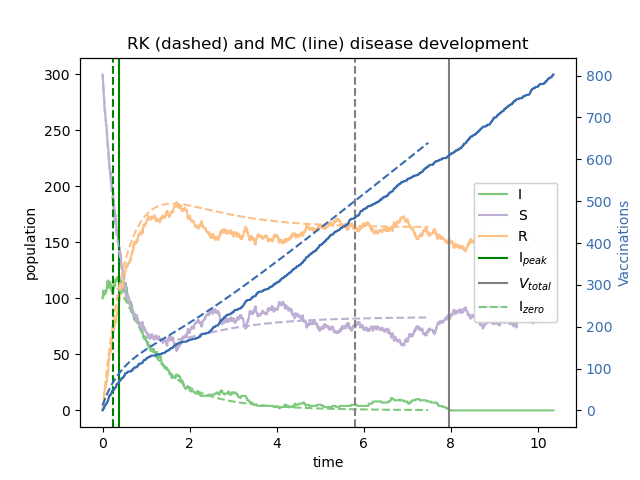 RK (dashed) and MC (line) disease development
300
250
200
150
100
50
0
population
800
700
600
500
400
300
200
100
0
Vaccinations
I
S
R
I_peak
V_total
I_zero
0 2 4 6 8 10
time